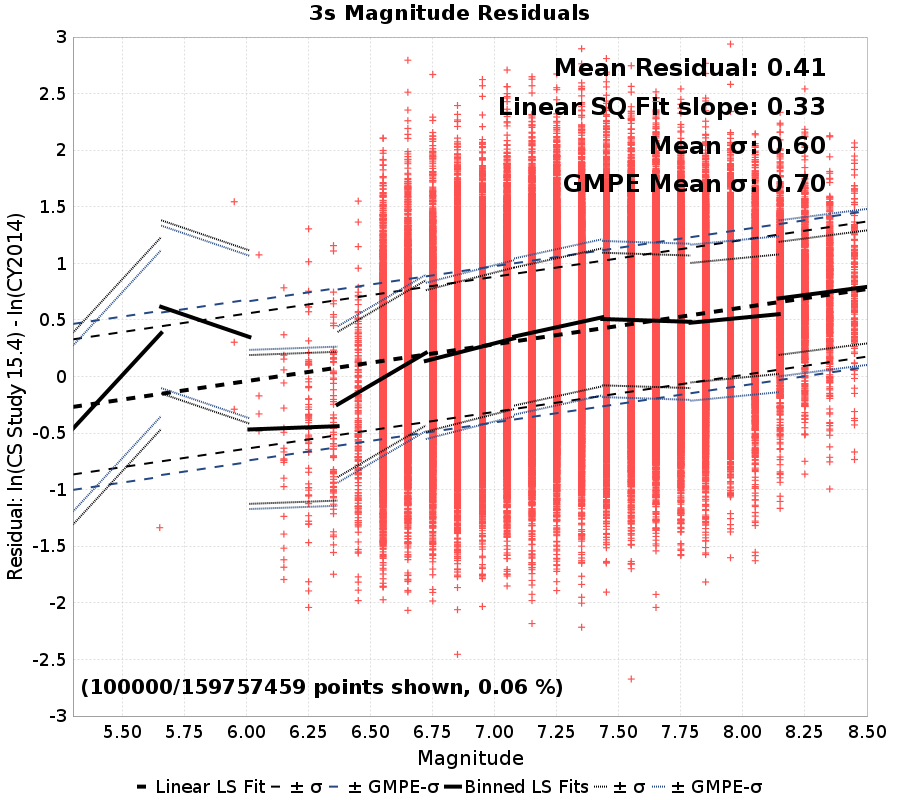 3s Magnitude Residuals
Mean Residual: 0.41
Linear SQ Fit slope: 0.33
Mean σ: 0.60
GMPE Mean σ: 0.70
Residual: ln(CS Study 15.4) - ln(CY2014)
3
2.5
2
1.5
1
0.5
0
-0.5
-1
-1.5
-2
-2.5
-3
(100000/159757459 points shown, 0.06 %)
5.50 5.75 6.00 6.25 6.50 6.75 7.00 7.25 7.50 7.75 8.00 8.25 8.50
Magnitude
Linear LS Fit ± σ ± GMPE-σ Binned LS Fits ± σ ± GMPE-σ